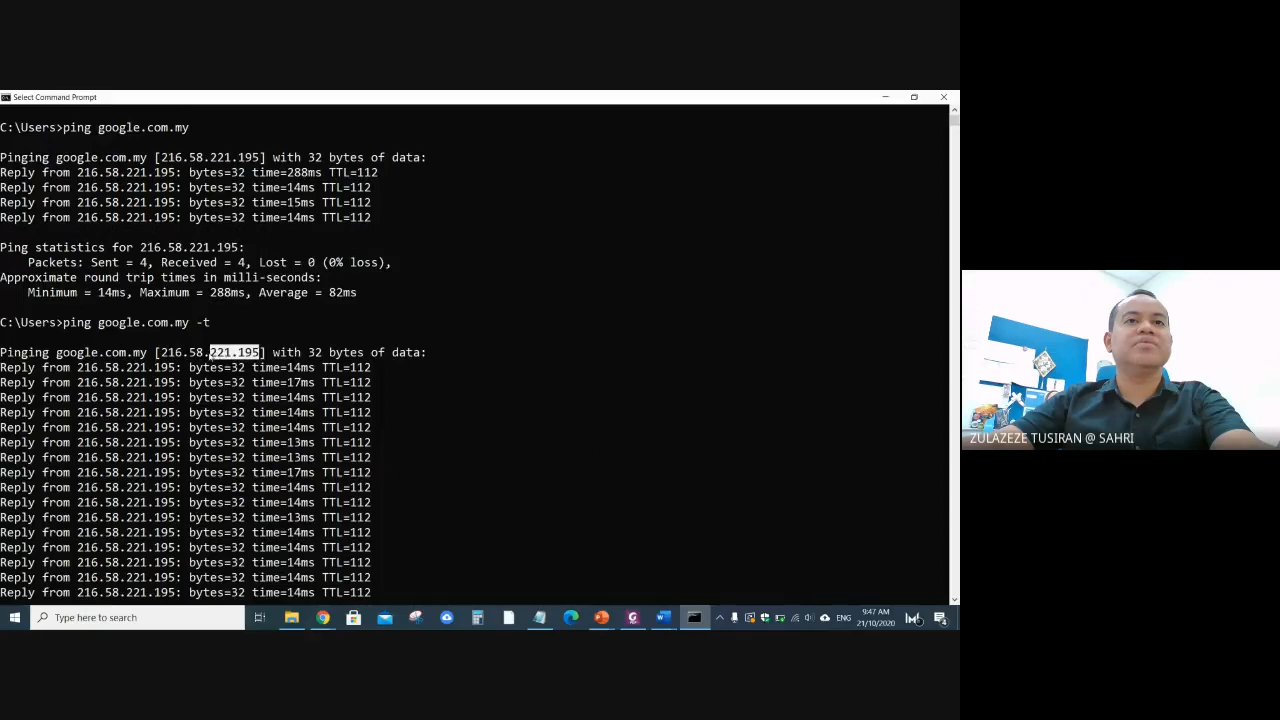 Select Command Prompt
C:\Users>ping google.com.my
Pinging google.com.my [216.58.221.195] with 32 bytes of data:
Reply from 216.58.221.195: bytes=32 time=288ms TTL=112
Reply from 216.58.221.195: bytes=32 time=14ms TTL=112
Reply from 216.58.221.195: bytes=32 time=15ms TTL=112
Reply from 216.58.221.195: bytes=32 time=14ms TTL=112
Ping statistics for 216.58.221.195:
Packets: Sent = 4, Received = 4, Lost = 0 (0% loss),
Approximate round trip times in milli-seconds:
Minimum = 14ms, Maximum = 288ms, Average = 82ms
C:\Users>ping google.com.my -t
Pinging google.com.my [216.58.221.195] with 32 bytes of data:
Reply from 216.58.221.195: bytes=32 time=14ms TTL=112
Reply from 216.58.221.195: bytes=32 time=17ms TTL=112
Reply from 216.58.221.195: bytes=32 time=14ms TTL=112
Reply from 216.58.221.195: bytes=32 time=14ms TTL=112
Reply from 216.58.221.195: bytes=32 time=14ms TTL=112
Reply from 216.58.221.195: bytes=32 time=13ms TTL=112
Reply from 216.58.221.195: bytes=32 time=13ms TTL=112
Reply from 216.58.221.195: bytes=32 time=17ms TTL=112
Reply from 216.58.221.195: bytes=32 time=14ms TTL=112
Reply from 216.58.221.195: bytes=32 time=14ms TTL=112
Reply from 216.58.221.195: bytes=32 time=13ms TTL=112
Reply from 216.58.221.195: bytes=32 time=14ms TTL=112
Reply from 216.58.221.195: bytes=32 time=14ms TTL=112
Reply from 216.58.221.195: bytes=32 time=14ms TTL=112
Reply from 216.58.221.195: bytes=32 time=14ms TTL=112
Reply from 216.58.221.195: bytes=32 time=14ms TTL=112
Type here to search
ENG
9:47 AM
21/10/2020
ZULAZEZE TUSIRAN @ SAHRI